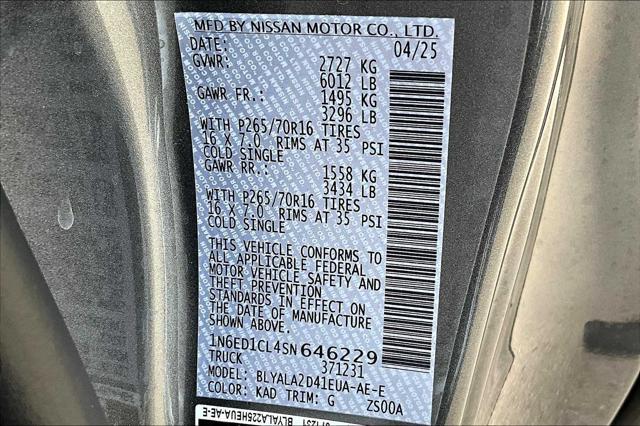 MFD BY NISSAN MOTOR CO., LTD.
DATE: 04/25
GVWR: 2727 KG
6012 LB
GAWR FR.: 1495 KG
3296 LB
WITH P265/70R16 TIRES
16 X 7.0 RIMS AT 35 PSI
COLD SINGLE
GAWR RR.: 1558 KG
3434 LB
WITH P265/70R16 TIRES
16 X 7.0 RIMS AT 35 PSI
COLD SINGLE
THIS VEHICLE CONFORMS TO
ALL APPLICABLE FEDERAL
MOTOR VEHICLE SAFETY AND
THEFT PREVENTION
STANDARDS IN EFFECT ON
THE DATE OF MANUFACTURE
SHOWN ABOVE.
1N6ED1CL4SN646229
TRUCK 371231
MODEL: BLYALA2D41EUA-AE-E
COLOR: KAD TRIM: G ZS00A